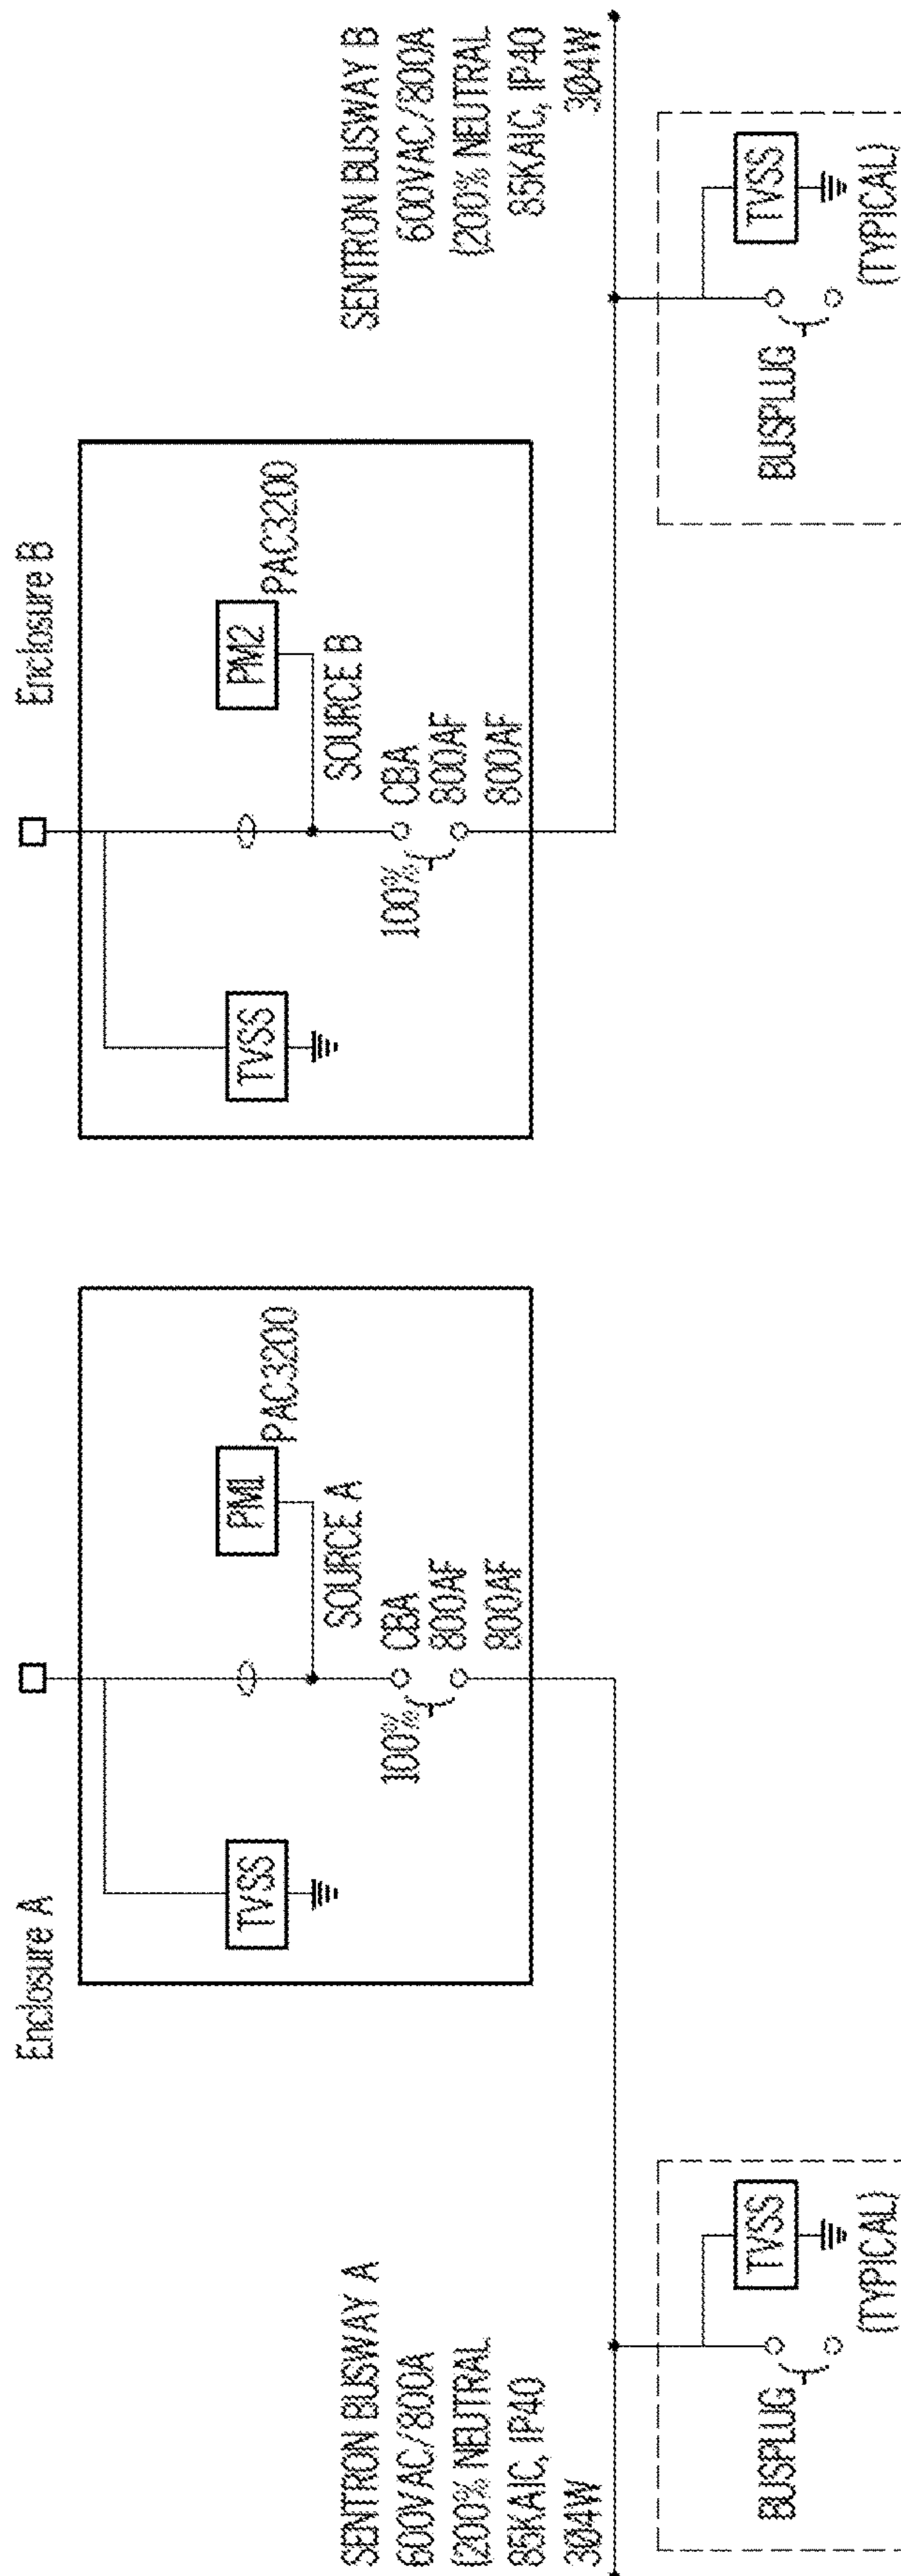 Enclosure A
TVSS
PM1
PAC3200
SOURCE A
100%
CBA
800AF
800AF
SENTRON BUSWAY A
600VAC/800A
(200% NEUTRAL
85KAIC, IP40
304W
BUSPLUG
TVSS
(TYPICAL)
Enclosure B
TVSS
PM2
PAC3200
SOURCE B
100%
CBA
800AF
800AF
SENTRON BUSWAY B
600VAC/800A
(200% NEUTRAL
85KAIC, IP40
304W
BUSPLUG
TVSS
(TYPICAL)